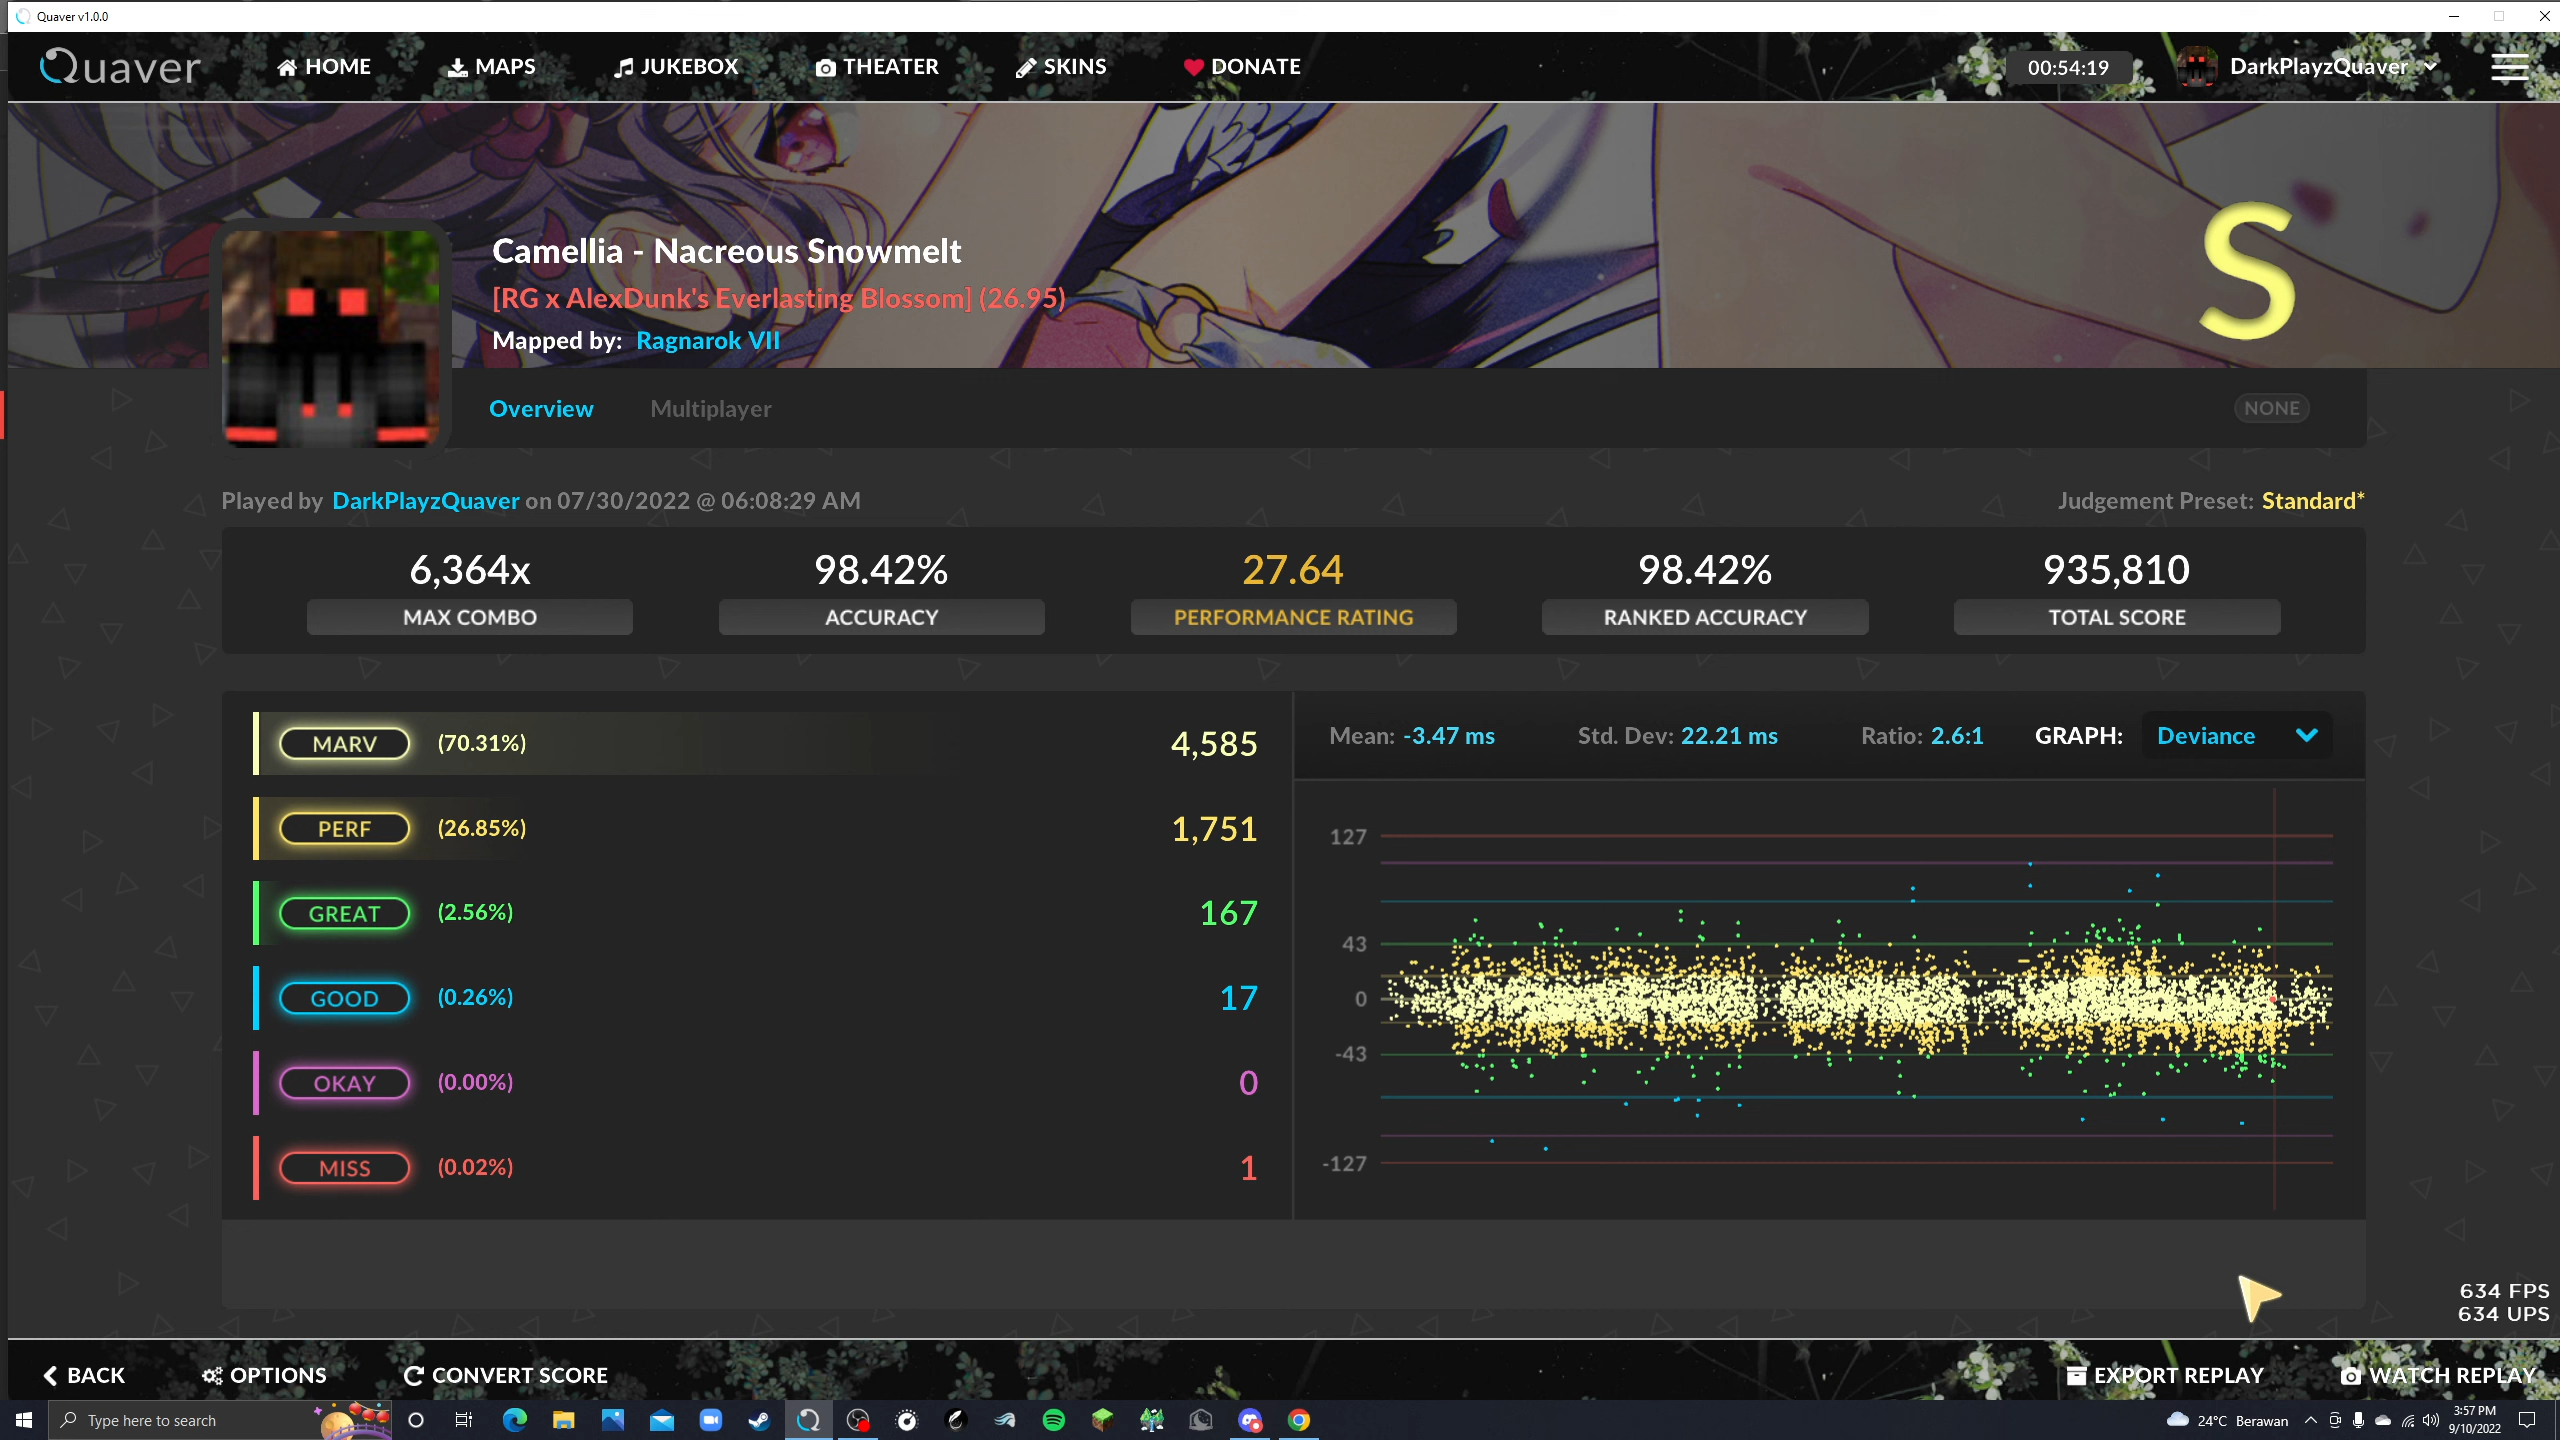 Quaver v1.0.0
Quaver HOME MAPS JUKEBOX THEATER SKINS DONATE 00:54:19 DarkPlayzQuaver
S
Camellia - Nacreous Snowmelt
[RG x AlexDunk's Everlasting Blossom] (26.95)
Mapped by: Ragnarok VII
Overview Multiplayer NONE
Played by DarkPlayzQuaver on 07/30/2022 @ 06:08:29 AM Judgement Preset: Standard*
6,364x 98.42% 27.64 98.42% 935,810
MAX COMBO ACCURACY PERFORMANCE RATING RANKED ACCURACY TOTAL SCORE
MARV (70.31%) 4,585
PERF (26.85%) 1,751
GREAT (2.56%) 167
GOOD (0.26%) 17
OKAY (0.00%) 0
MISS (0.02%) 1
Mean: -3.47 ms Std. Dev: 22.21 ms Ratio: 2.6:1 GRAPH: Deviance
127
43
0
-43
-127
634 FPS
634 UPS
BACK OPTIONS CONVERT SCORE EXPORT REPLAY WATCH REPLAY
Type here to search 24°C Berawan 3:57 PM
9/10/2022